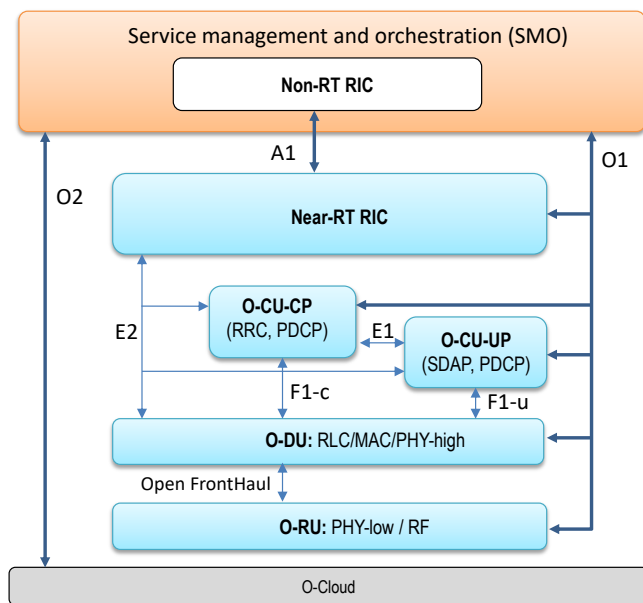 Service management and orchestration (SMO)
Non-RT RIC
A1
O1
O2
Near-RT RIC
O-CU-CP
(RRC, PDCP)
E2
E1
O-CU-UP
(SDAP, PDCP)
F1-c
F1-u
O-DU: RLC/MAC/PHY-high
Open FrontHaul
O-RU: PHY-low / RF
O-Cloud